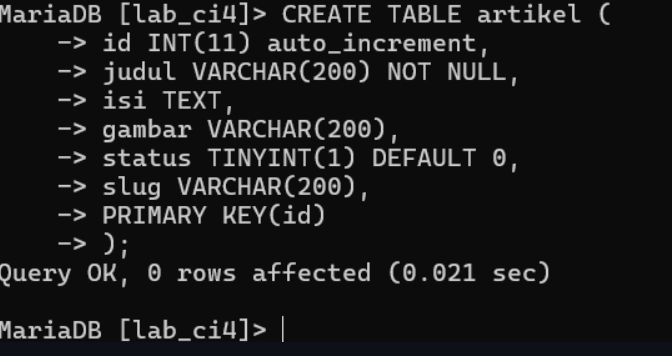 MariaDB [lab_ci4]> CREATE TABLE artikel (
    -> id INT(11) auto_increment,
    -> judul VARCHAR(200) NOT NULL,
    -> isi TEXT,
    -> gambar VARCHAR(200),
    -> status TINYINT(1) DEFAULT 0,
    -> slug VARCHAR(200),
    -> PRIMARY KEY(id)
    -> );
Query OK, 0 rows affected (0.021 sec)
MariaDB [lab_ci4]>